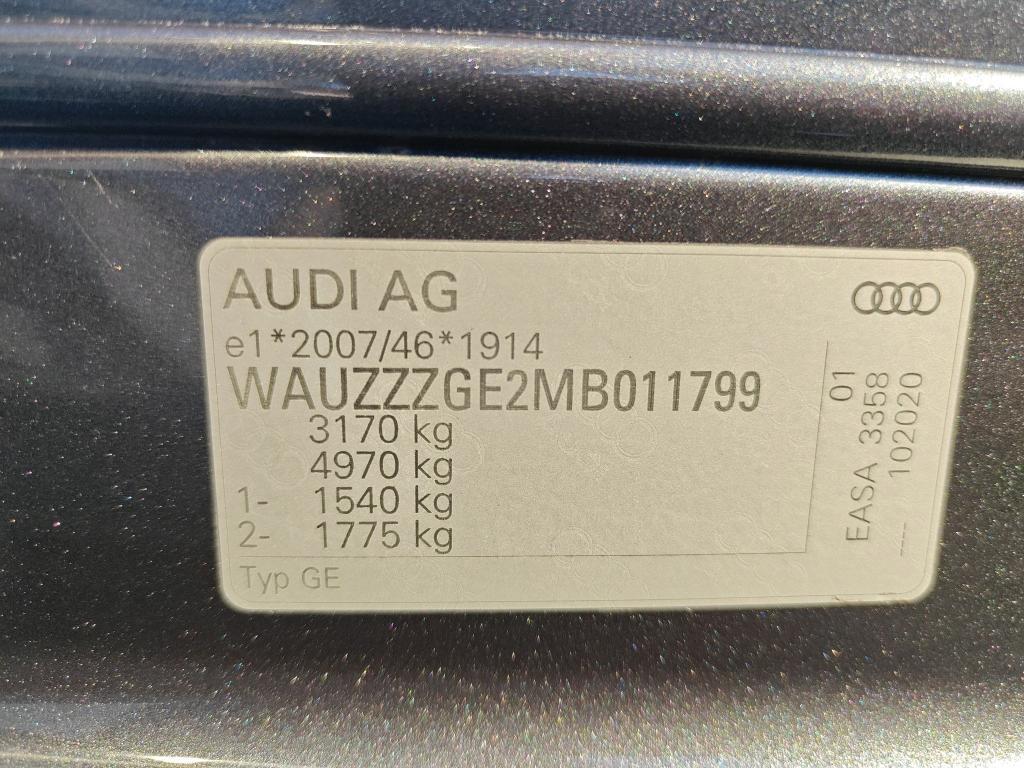 AUDI AG
e1*2007/46*1914
WAUZZZGE2MB011799
3170 kg
4970 kg
1- 1540 kg
2- 1775 kg
Typ GE
01
EASA 3358
102020
----